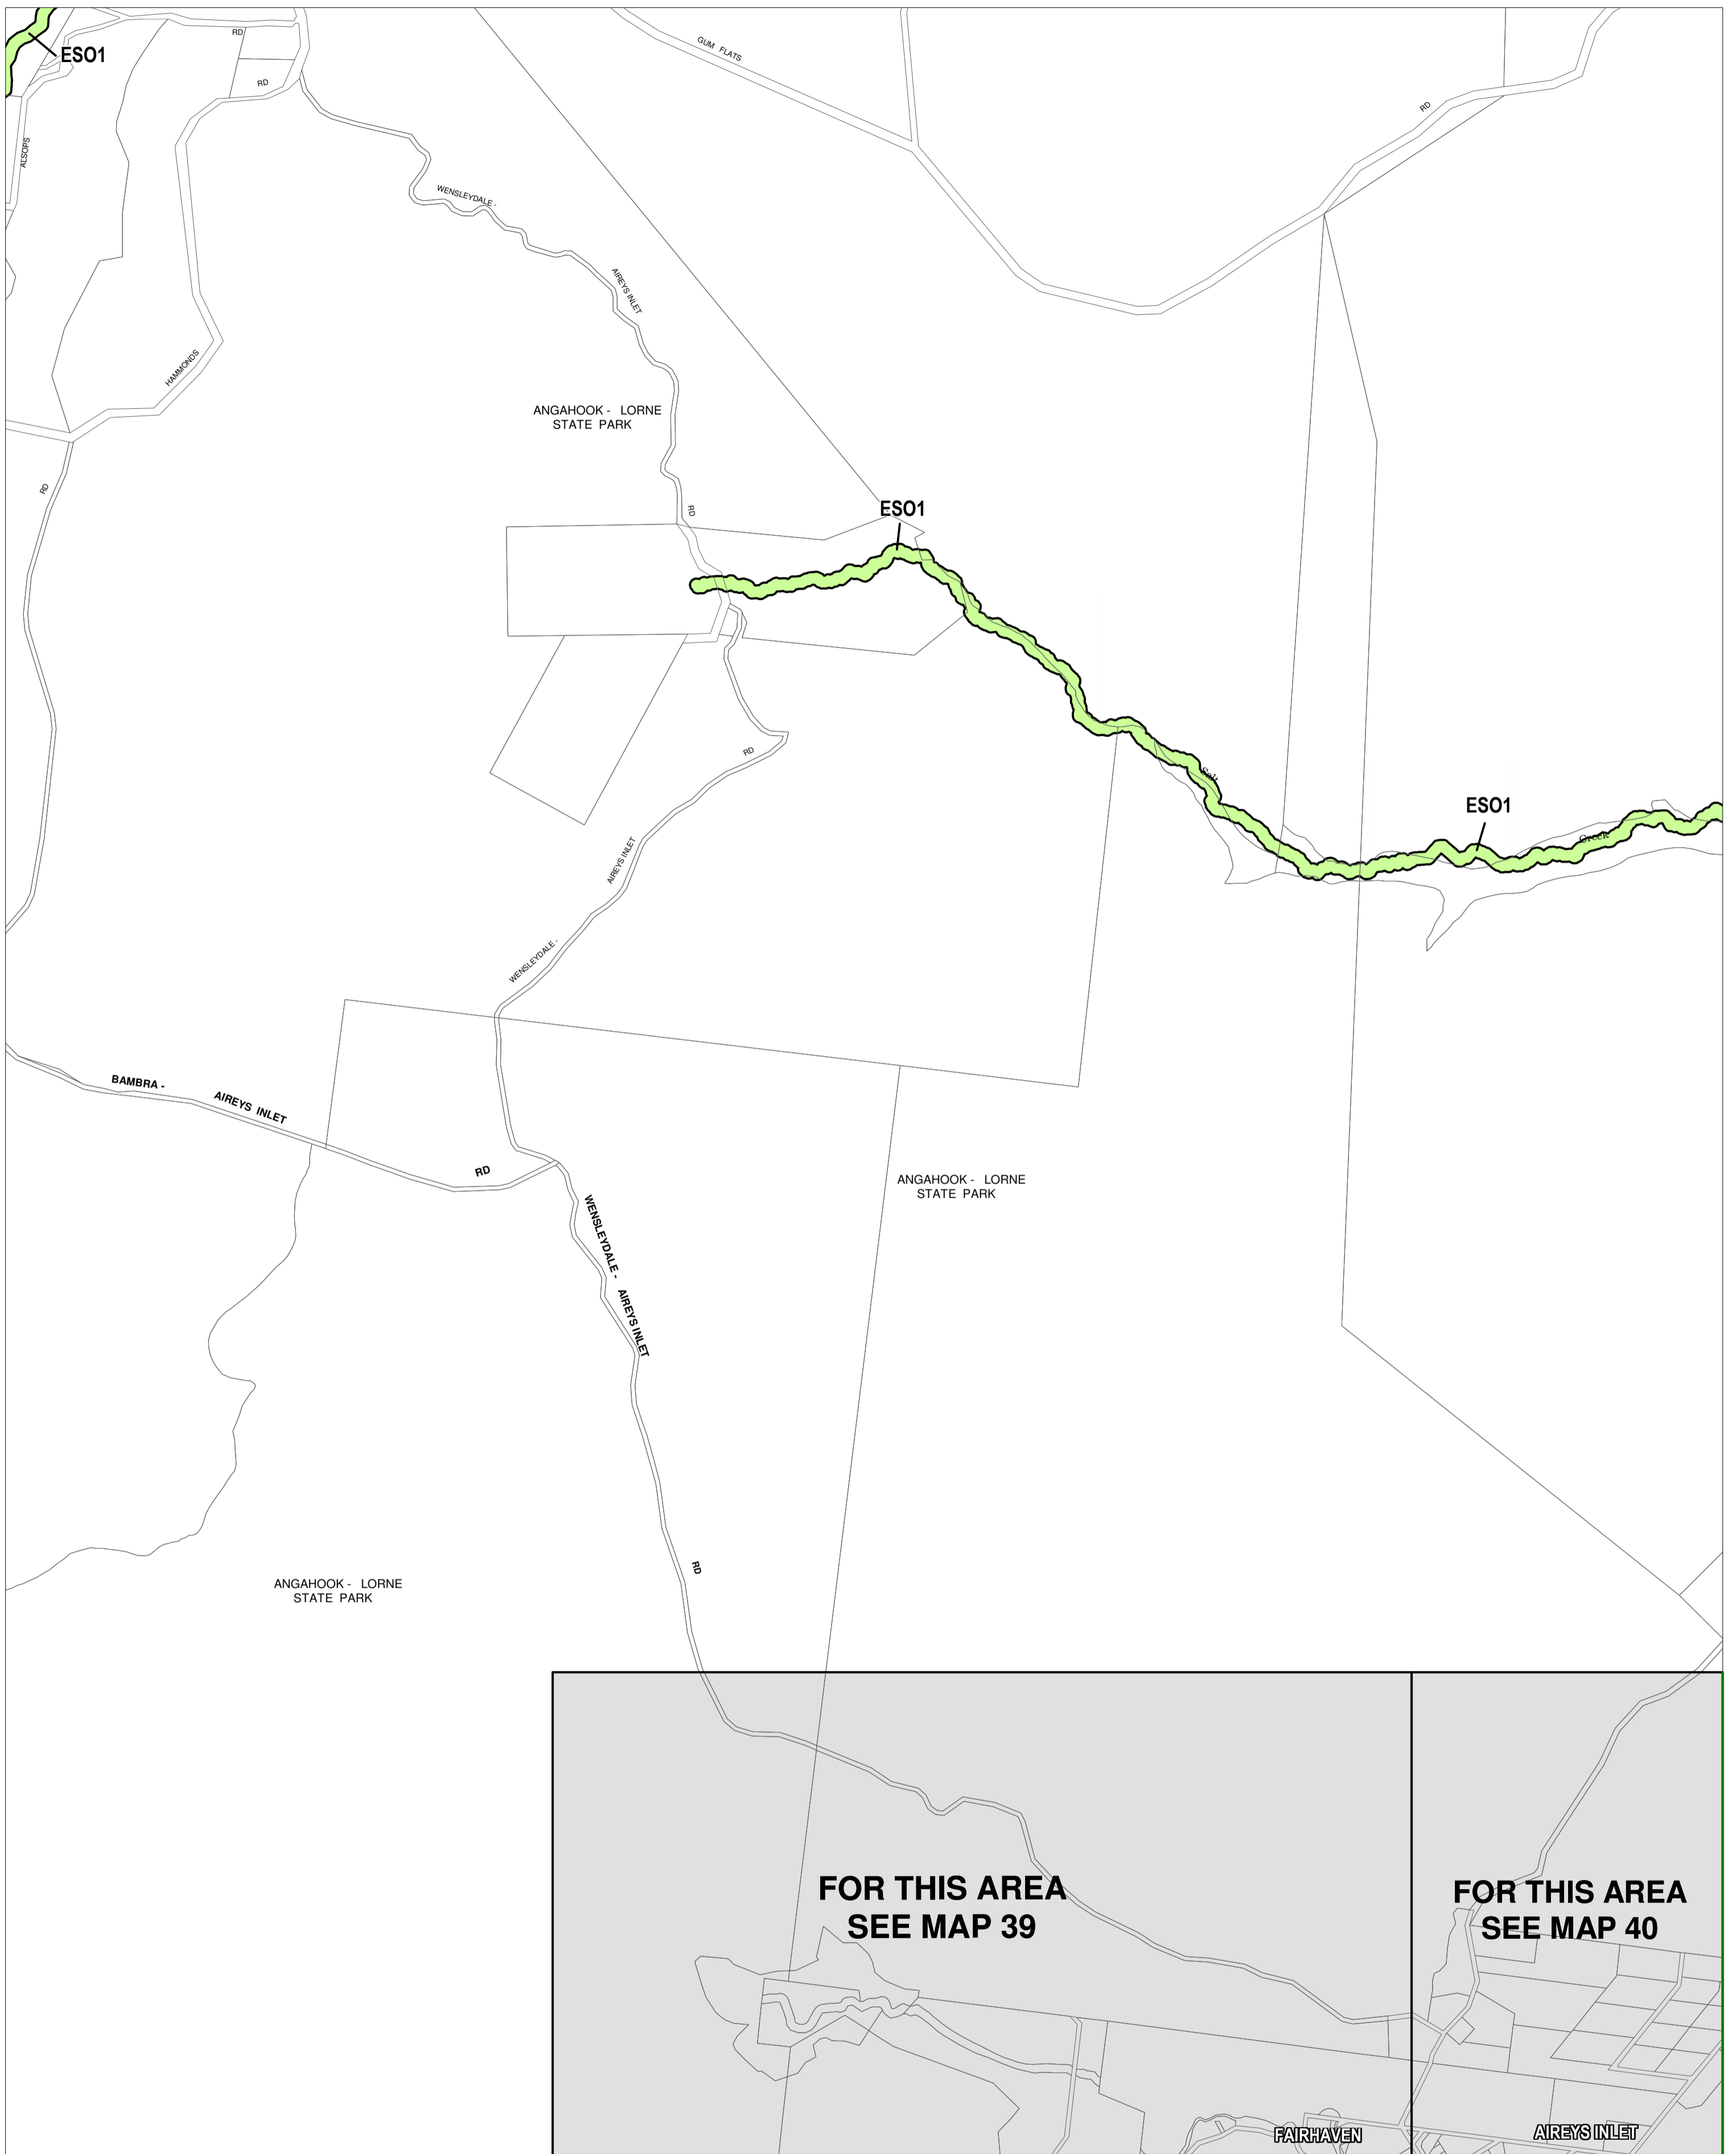 RD
ESO1
GUM FLATS
RD
RD
ALSOPS
WENSLEYDALE -
AIREYS INLET
HAMMONDS
ANGAHOOK - LORNE
STATE PARK
RD
RD
ESO1
RD
Salt
ESO1
Creek
AIREYS INLET
WENSLEYDALE -
BAMBRA -
AIREYS INLET
RD
ANGAHOOK - LORNE
STATE PARK
WENSLEYDALE -
AIREYS INLET
RD
ANGAHOOK - LORNE
STATE PARK
FOR THIS AREA
SEE MAP 39
FOR THIS AREA
SEE MAP 40
FAIRHAVEN
AIREYS INLET